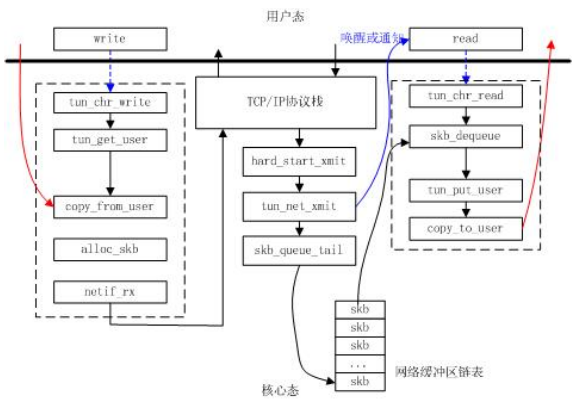 用户态
write
唤醒或通知
read
tun_chr_write
tun_get_user
copy_from_user
alloc_skb
netif_rx
TCP/IP协议栈
hard_start_xmit
tun_net_xmit
skb_queue_tail
tun_chr_read
skb_dequeue
tun_put_user
copy_to_user
skb
skb
skb
...
skb
网络缓冲区链表
核心态